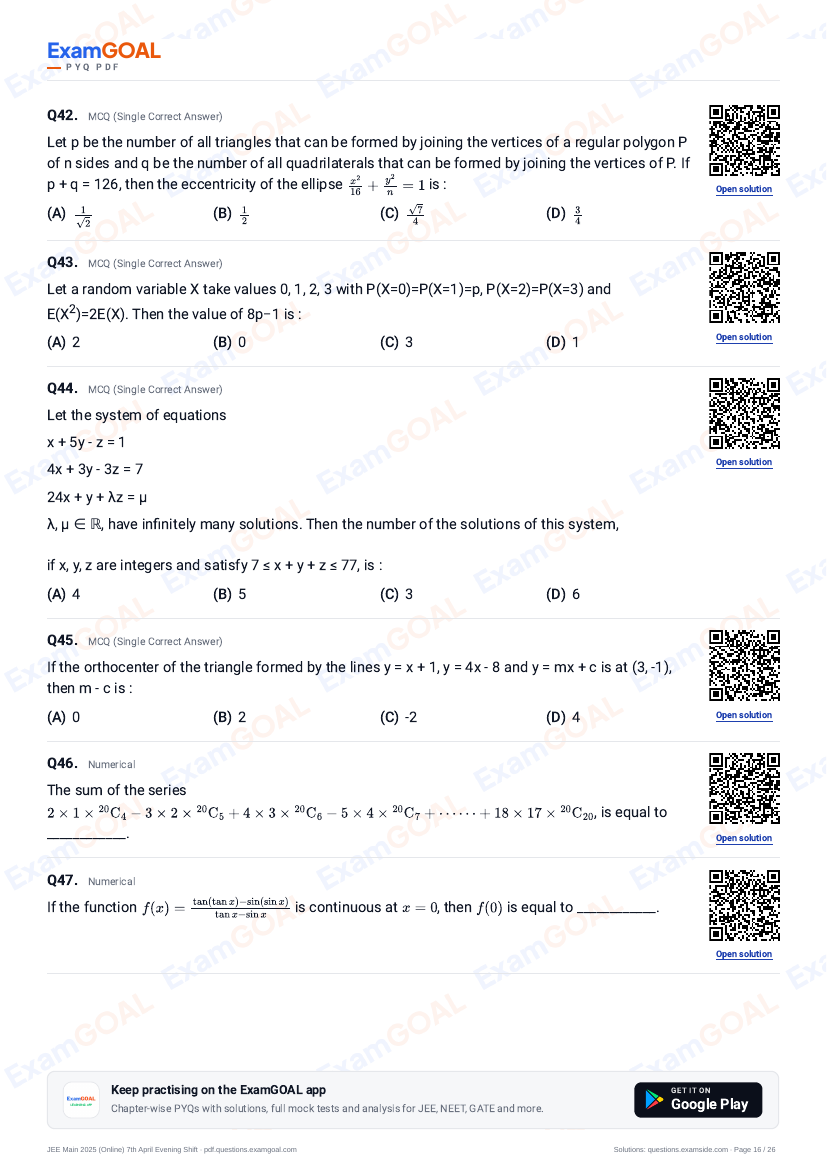 ExamGOAL
PYQ PDF
Q42. MCQ (Single Correct Answer)
Let p be the number of all triangles that can be formed by joining the vertices of a regular polygon P
of n sides and q be the number of all quadrilaterals that can be formed by joining the vertices of P. If
p + q = 126, then the eccentricity of the ellipse x²/16 + y²/n = 1 is :
(A) 1/√2 (B) 1/2 (C) √7/4 (D) 3/4
Open solution
Q43. MCQ (Single Correct Answer)
Let a random variable X take values 0, 1, 2, 3 with P(X=0)=P(X=1)=p, P(X=2)=P(X=3) and
E(X²)=2E(X). Then the value of 8p−1 is :
(A) 2 (B) 0 (C) 3 (D) 1
Open solution
Q44. MCQ (Single Correct Answer)
Let the system of equations
x + 5y - z = 1
4x + 3y - 3z = 7
24x + y + λz = μ
λ, μ ∈ ℝ, have infinitely many solutions. Then the number of the solutions of this system,
if x, y, z are integers and satisfy 7 ≤ x + y + z ≤ 77, is :
(A) 4 (B) 5 (C) 3 (D) 6
Open solution
Q45. MCQ (Single Correct Answer)
If the orthocenter of the triangle formed by the lines y = x + 1, y = 4x - 8 and y = mx + c is at (3, -1),
then m - c is :
(A) 0 (B) 2 (C) -2 (D) 4
Open solution
Q46. Numerical
The sum of the series
2 × 1 × ²⁰C₄ − 3 × 2 × ²⁰C₅ + 4 × 3 × ²⁰C₆ − 5 × 4 × ²⁰C₇ + ⋯⋯ + 18 × 17 × ²⁰C₂₀, is equal to
___________.
Open solution
Q47. Numerical
If the function f(x) = (tan(tan x)−sin(sin x))/(tan x−sin x) is continuous at x = 0, then f(0) is equal to ___________.
Open solution
ExamGOAL
Keep practising on the ExamGOAL app
Chapter-wise PYQs with solutions, full mock tests and analysis for JEE, NEET, GATE and more.
GET IT ON
Google Play
JEE Main 2025 (Online) 7th April Evening Shift · pdf.questions.examgoal.com
Solutions: questions.examside.com · Page 16 / 26